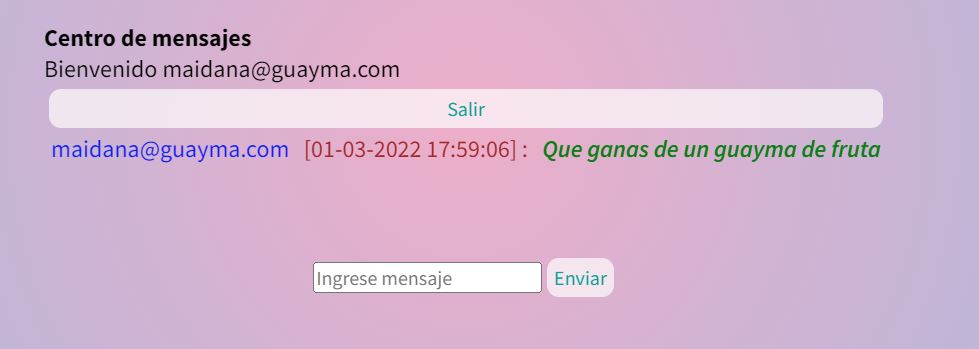 Centro de mensajes
Bienvenido maidana@guayma.com
Salir
maidana@guayma.com [01-03-2022 17:59:06] : Que ganas de un guayma de fruta
Ingrese mensaje Enviar